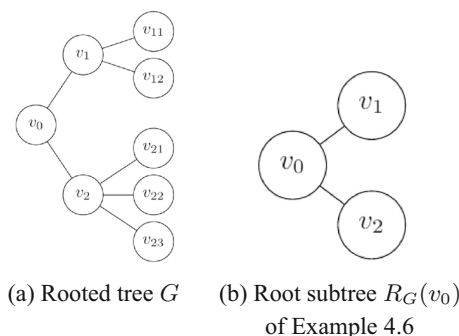 v₁₁
v₁
v₁₂
v₀
v₂₁
v₂
v₂₂
v₂₃
v₁
v₀
v₂
(a) Rooted tree G
(b) Root subtree R_G(v₀)
of Example 4.6